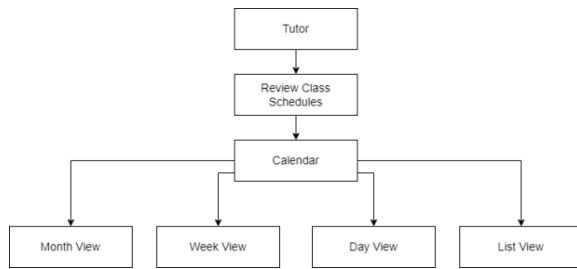 Tutor
Review Class
Schedules
Calendar
Month View
Week View
Day View
List View